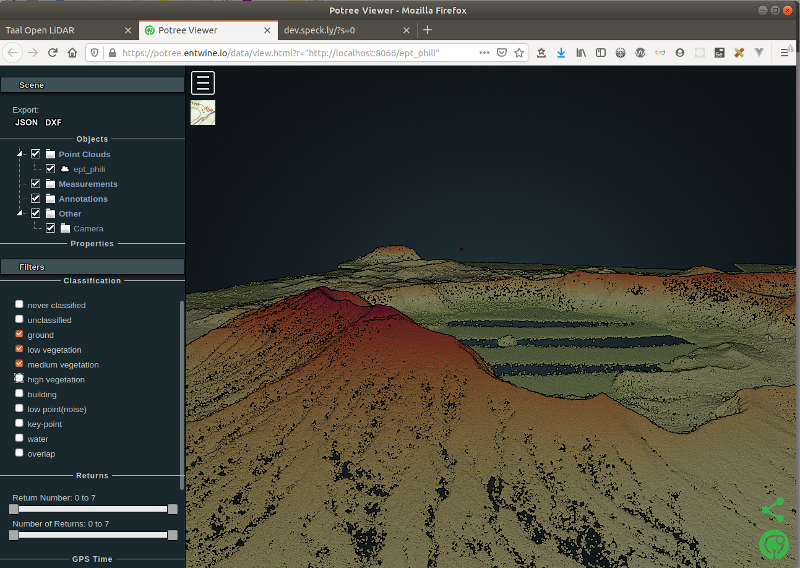 Potree Viewer - Mozilla Firefox
Taal Open LiDAR
Potree Viewer
dev.speck.ly/?s=0
https://potree.entwine.io/data/view.html?r="http://localhost:8066/ept_phili"
Scene
Export:
JSON DXF
Objects
Point Clouds
ept_phili
Measurements
Annotations
Other
Camera
Properties
Filters
Classification
never classified
unclassified
ground
low vegetation
medium vegetation
high vegetation
building
low point(noise)
key-point
water
overlap
Returns
Return Number: 0 to 7
Number of Returns: 0 to 7
GPS Time